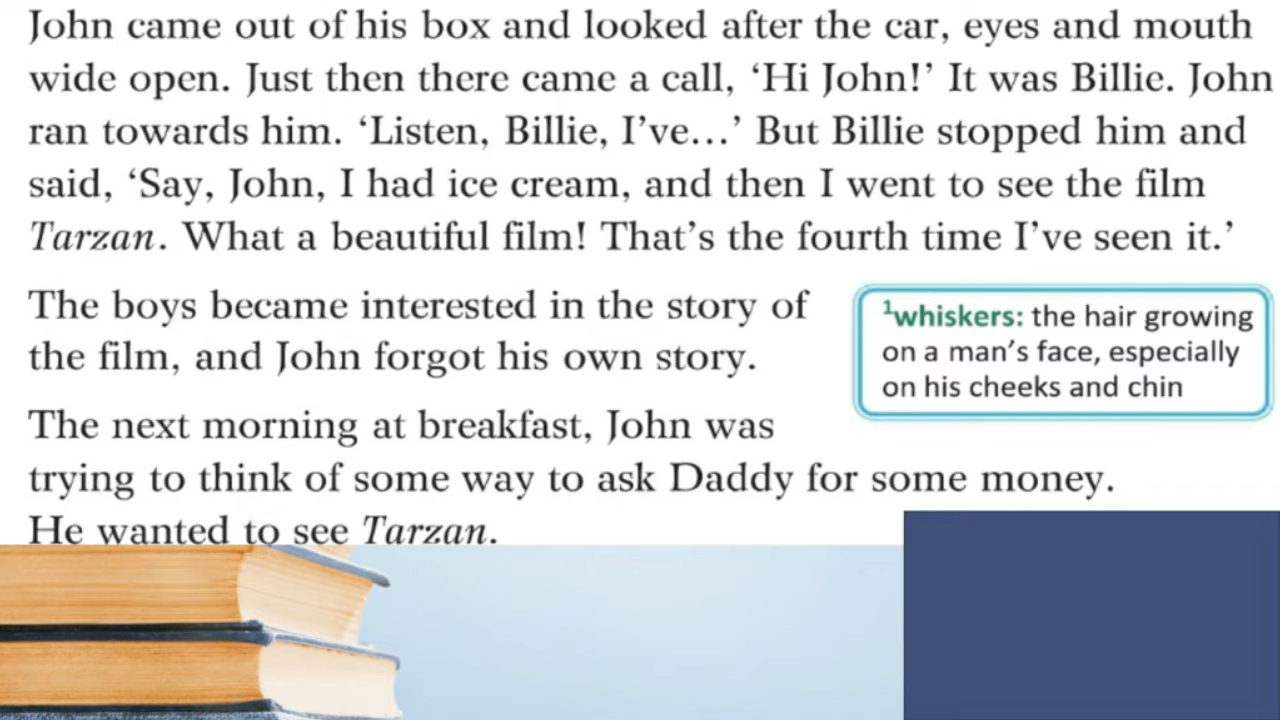 John came out of his box and looked after the car, eyes and mouth
wide open. Just then there came a call, ‘Hi John!’ It was Billie. John
ran towards him. ‘Listen, Billie, I’ve...’ But Billie stopped him and
said, ‘Say, John, I had ice cream, and then I went to see the film
Tarzan. What a beautiful film! That’s the fourth time I’ve seen it.’
The boys became interested in the story of
the film, and John forgot his own story.
¹whiskers: the hair growing
on a man’s face, especially
on his cheeks and chin
The next morning at breakfast, John was
trying to think of some way to ask Daddy for some money.
He wanted to see Tarzan.